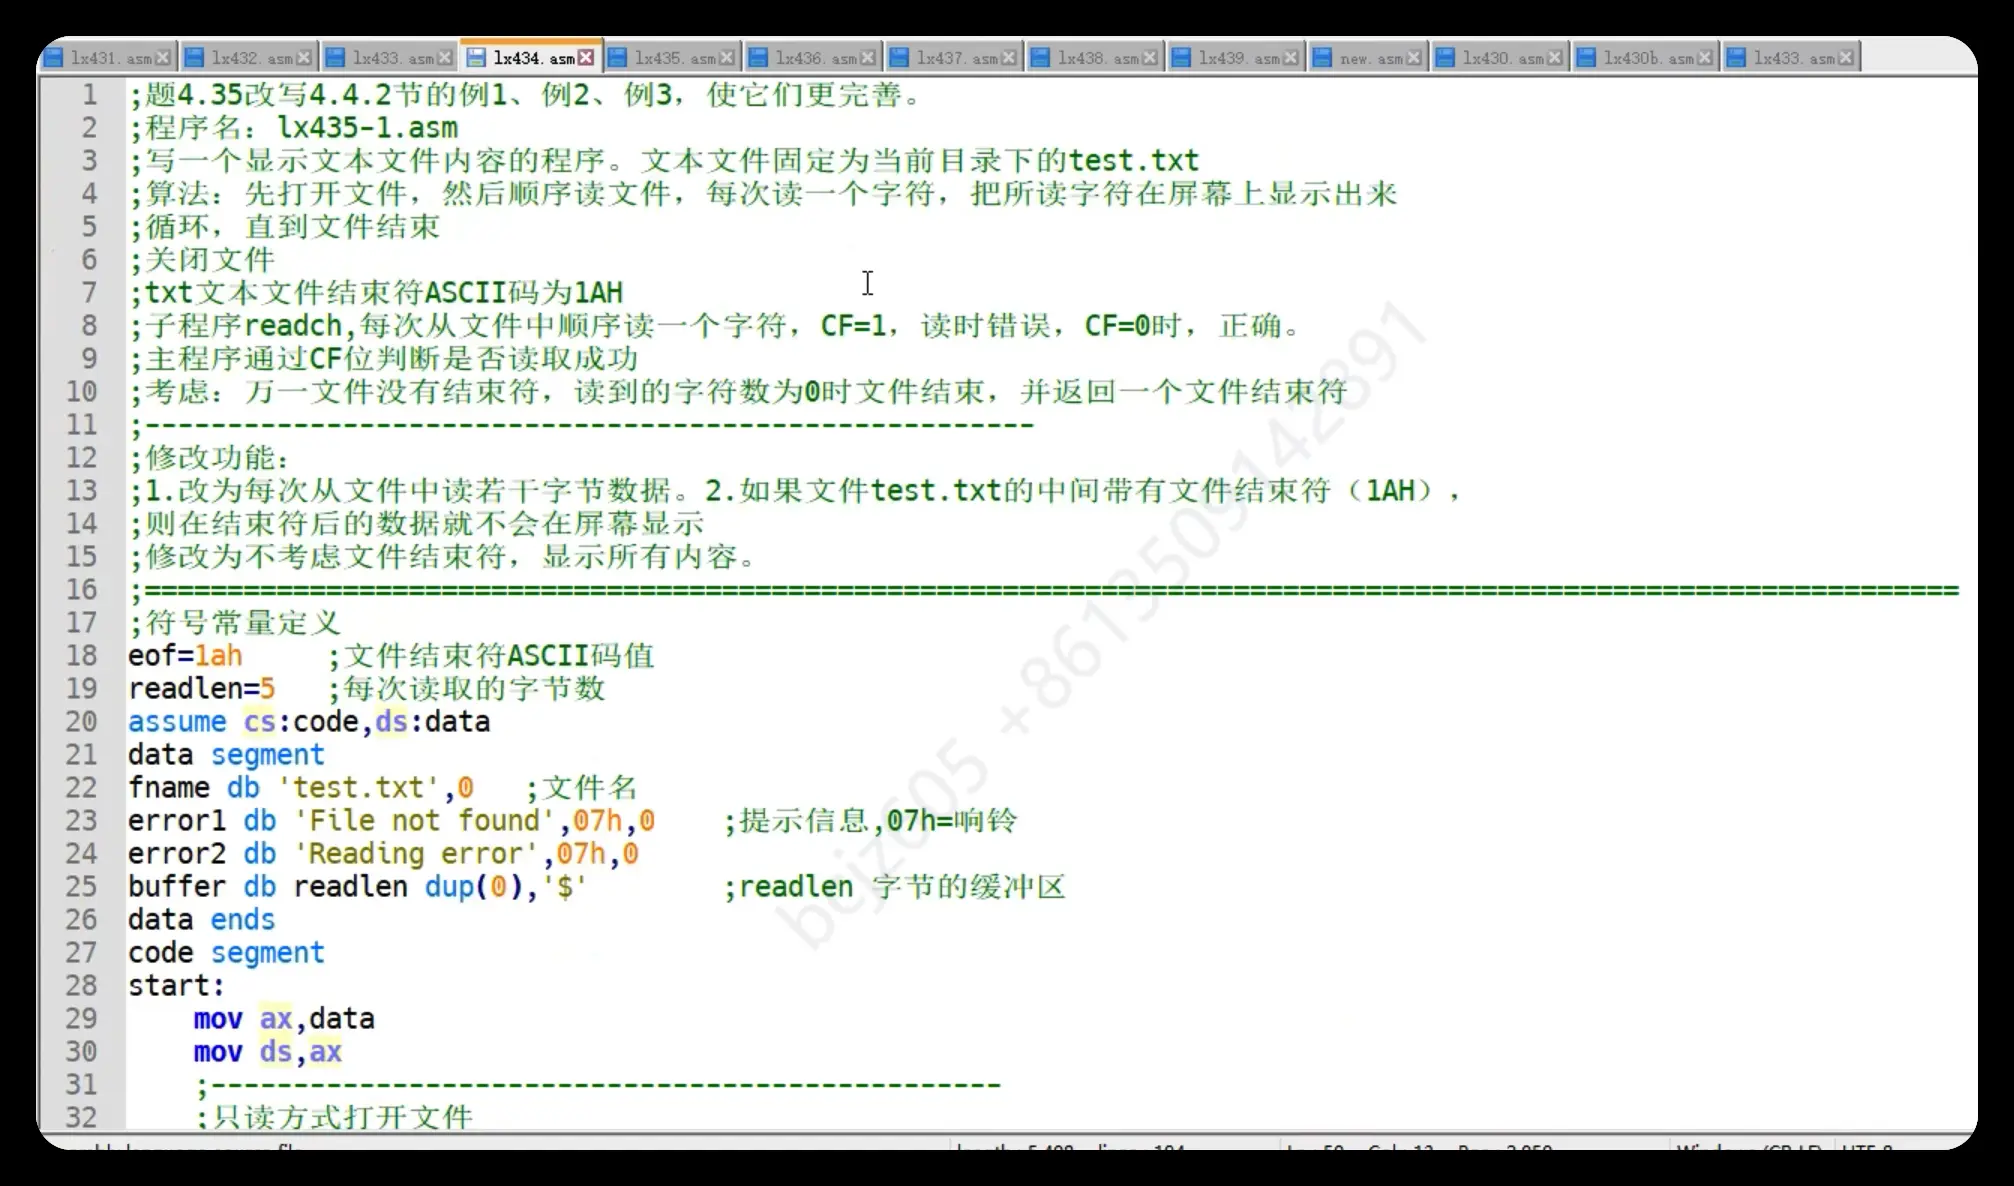 lx431.asm lx432.asm lx433.asm lx434.asm lx435.asm lx436.asm lx437.asm lx438.asm lx439.asm new.asm lx430.asm lx430b.asm lx433.asm
1 ;题4.35改写4.4.2节的例1、例2、例3，使它们更完善。
2 ;程序名：lx435-1.asm
3 ;写一个显示文本文件内容的程序。文本文件固定为当前目录下的test.txt
4 ;算法：先打开文件，然后顺序读文件，每次读一个字符，把所读字符在屏幕上显示出来
5 ;循环，直到文件结束
6 ;关闭文件
7 ;txt文本文件结束符ASCII码为1AH
8 ;子程序readch,每次从文件中顺序读一个字符，CF=1，读时错误，CF=0时，正确。
9 ;主程序通过CF位判断是否读取成功
10 ;考虑：万一文件没有结束符，读到的字符数为0时文件结束，并返回一个文件结束符
11 ;------------------------------------------------------
12 ;修改功能：
13 ;1.改为每次从文件中读若干字节数据。2.如果文件test.txt的中间带有文件结束符（1AH），
14 ;则在结束符后的数据就不会在屏幕显示
15 ;修改为不考虑文件结束符，显示所有内容。
16 ;==============================================================================================================
17 ;符号常量定义
18 eof=1ah ;文件结束符ASCII码值
19 readlen=5 ;每次读取的字节数
20 assume cs:code,ds:data
21 data segment
22 fname db 'test.txt',0 ;文件名
23 error1 db 'File not found',07h,0 ;提示信息,07h=响铃
24 error2 db 'Reading error',07h,0
25 buffer db readlen dup(0),'$' ;readlen 字节的缓冲区
26 data ends
27 code segment
28 start:
29 mov ax,data
30 mov ds,ax
31 ;------------------------------------------------
32 ;只读方式打开文件
bcjz605 +8613509142891